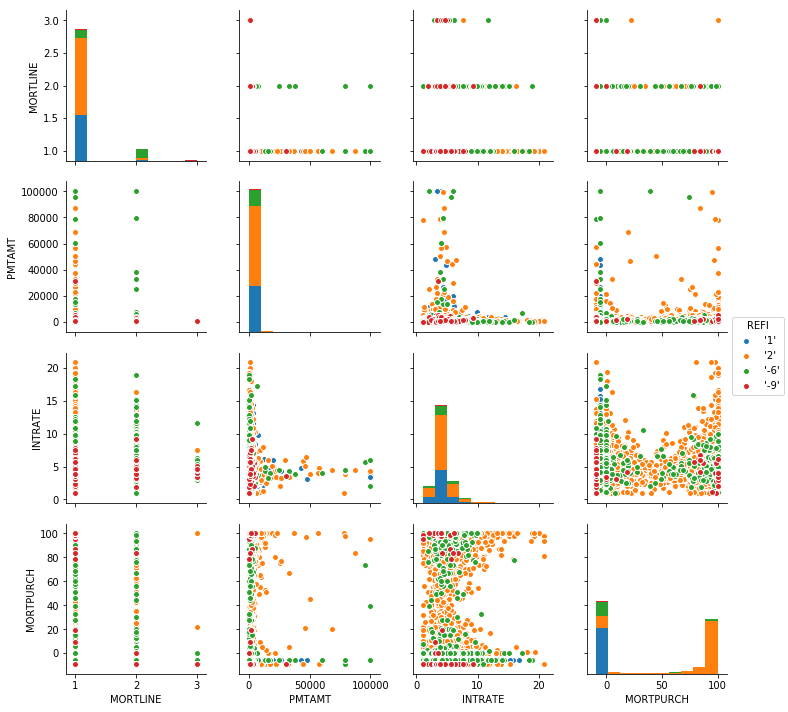 3.0
2.5
2.0
1.5
1.0
MORTLINE
100000
80000
60000
40000
20000
0
PMTAMT
20
15
10
5
0
INTRATE
100
80
60
40
20
0
MORTPURCH
1 2 3
MORTLINE
0 50000 100000
PMTAMT
0 10 20
INTRATE
0 50 100
MORTPURCH
REFI
'1'
'2'
'-6'
'-9'